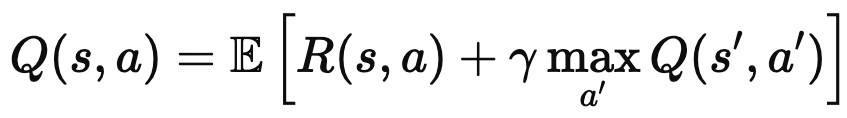 Q(s, a) = 𝔼 [R(s, a) + γ max_{a′} Q(s′, a′)]